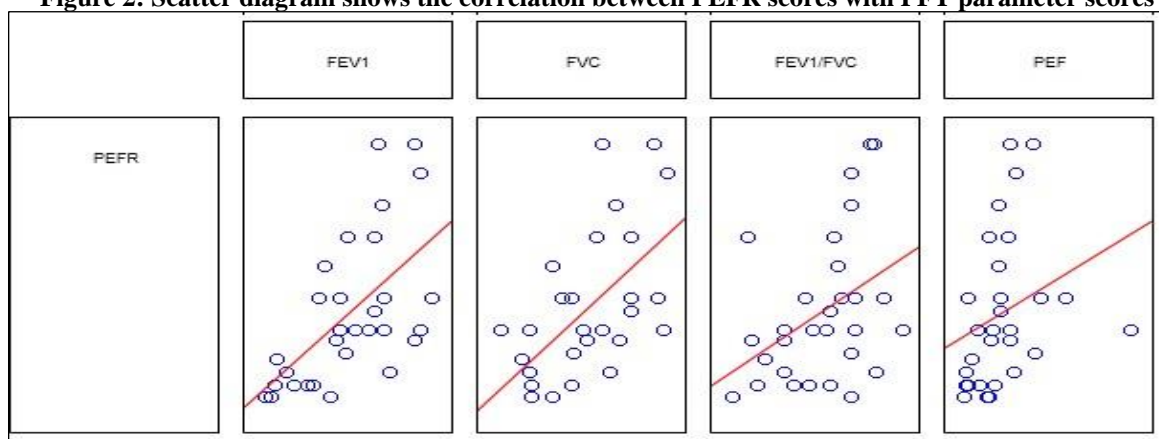 Figure 2: Scatter diagram shows the correlation between PEFR scores with PFT parameter scores
FEV1
FVC
FEV1/FVC
PEF
PEFR